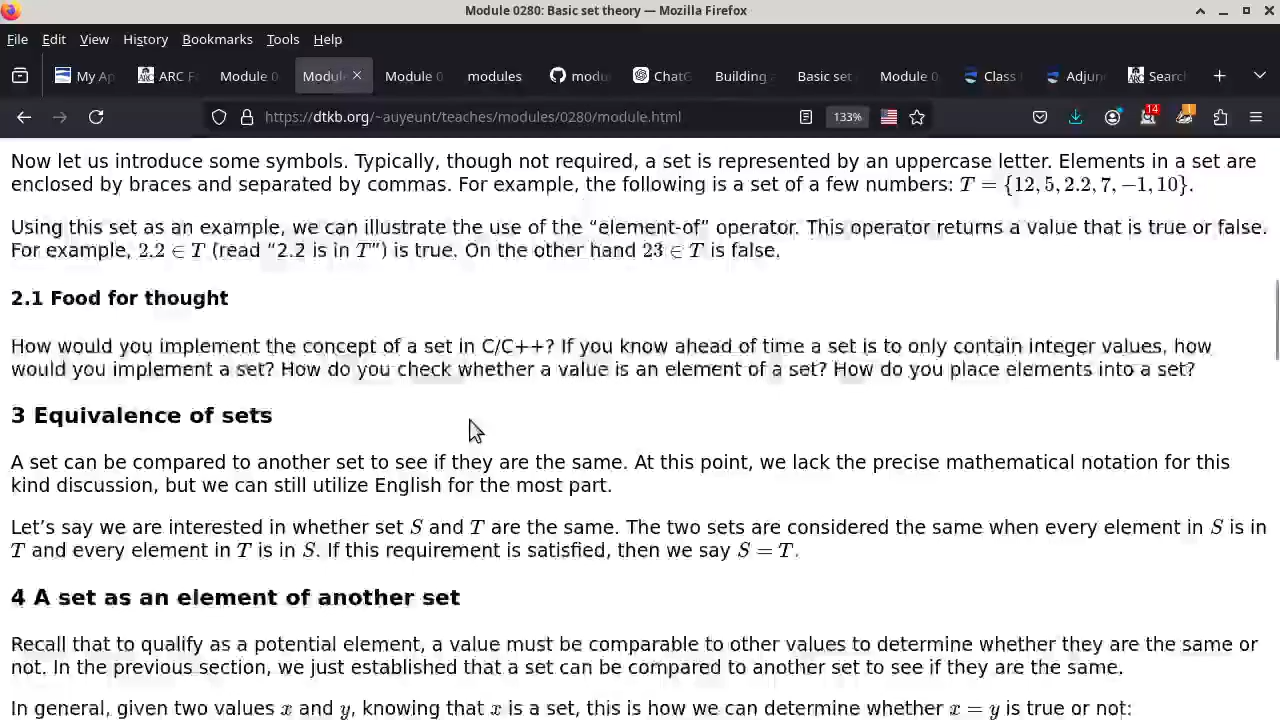 Module 0280: Basic set theory — Mozilla Firefox
File Edit View History Bookmarks Tools Help
My Ap ARC F Module 0 Module Module 0 modules modu ChatG Building Basic set Module 0 Class Adjun Search
https://dtkb.org/~auyeunt/teaches/modules/0280/module.html 133% 14
Now let us introduce some symbols. Typically, though not required, a set is represented by an uppercase letter. Elements in a set are
enclosed by braces and separated by commas. For example, the following is a set of a few numbers: T = {12, 5, 2.2, 7, −1, 10}.
Using this set as an example, we can illustrate the use of the “element-of” operator. This operator returns a value that is true or false.
For example, 2.2 ∈ T (read “2.2 is in T”) is true. On the other hand 23 ∈ T is false.
2.1 Food for thought
How would you implement the concept of a set in C/C++? If you know ahead of time a set is to only contain integer values, how
would you implement a set? How do you check whether a value is an element of a set? How do you place elements into a set?
3 Equivalence of sets
A set can be compared to another set to see if they are the same. At this point, we lack the precise mathematical notation for this
kind discussion, but we can still utilize English for the most part.
Let’s say we are interested in whether set S and T are the same. The two sets are considered the same when every element in S is in
T and every element in T is in S. If this requirement is satisfied, then we say S = T.
4 A set as an element of another set
Recall that to qualify as a potential element, a value must be comparable to other values to determine whether they are the same or
not. In the previous section, we just established that a set can be compared to another set to see if they are the same.
In general, given two values x and y, knowing that x is a set, this is how we can determine whether x = y is true or not: